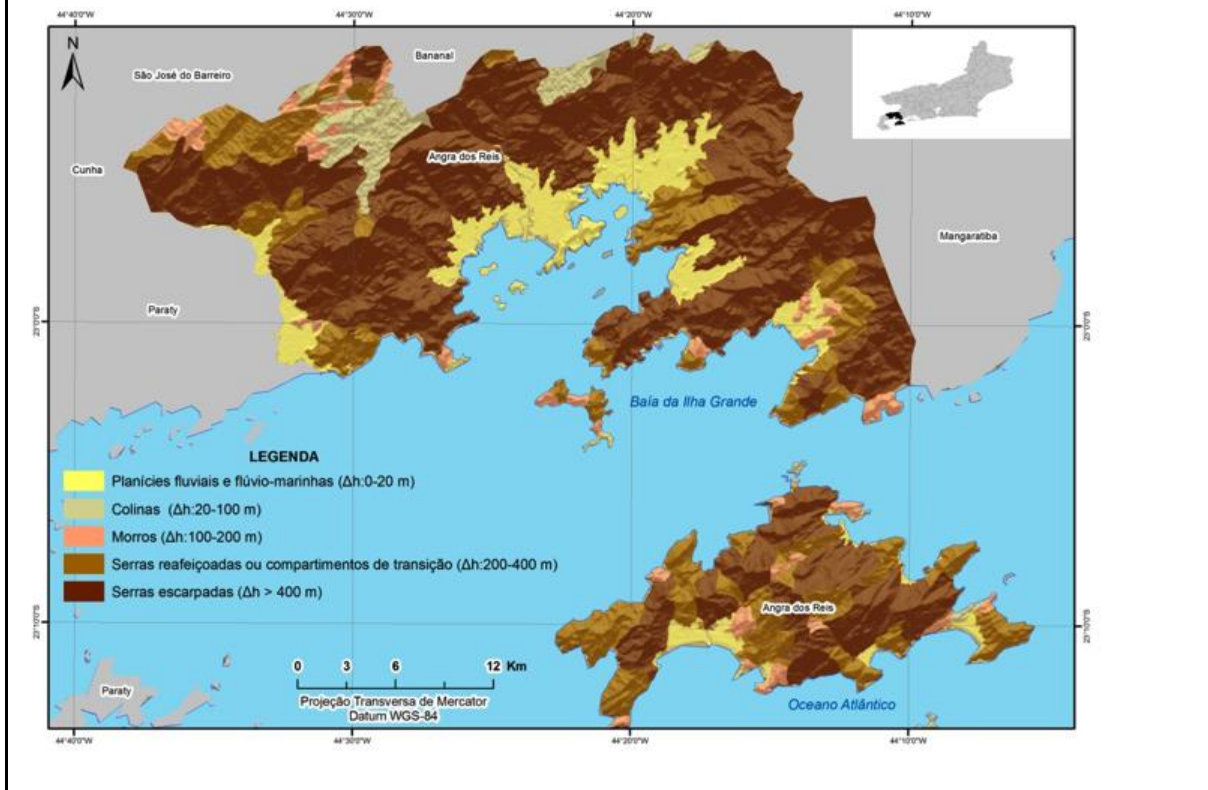 44°40'0"W 44°30'0"W 44°20'0"W 44°10'0"W
N
Bananal
São José do Barreiro
Angra dos Reis
Cunha
Mangaratiba
Paraty
23°0'0"S 23°0'0"S
Baía da Ilha Grande
LEGENDA
Planícies fluviais e flúvio-marinhas (Δh:0-20 m)
Colinas (Δh:20-100 m)
Morros (Δh:100-200 m)
Serras reafeiçoadas ou compartimentos de transição (Δh:200-400 m)
Serras escarpadas (Δh > 400 m)
Angra dos Reis
23°10'0"S 23°10'0"S
0 3 6 12 Km
Paraty
Projeção Transversa de Mercator
Datum WGS-84
Oceano Atlântico
44°40'0"W 44°30'0"W 44°20'0"W 44°10'0"W